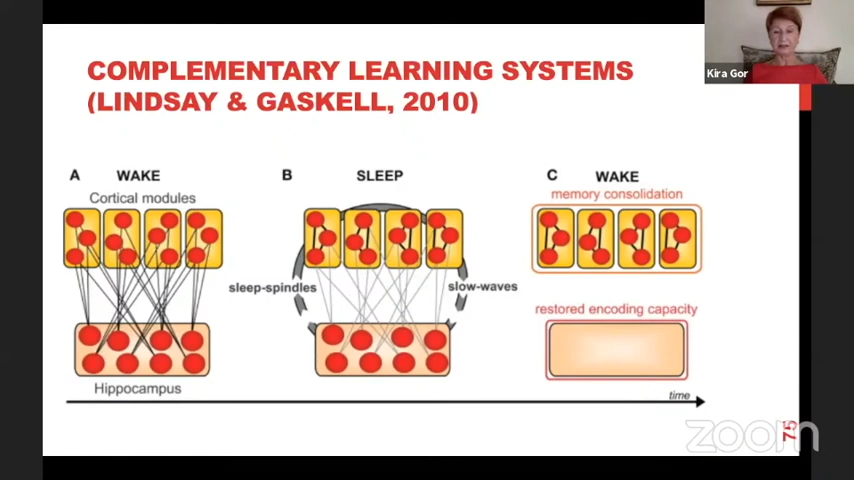 Kira Gor
COMPLEMENTARY LEARNING SYSTEMS
(LINDSAY & GASKELL, 2010)
A WAKE
Cortical modules
Hippocampus
B SLEEP
sleep-spindles
slow-waves
C WAKE
memory consolidation
restored encoding capacity
time
75
zoom